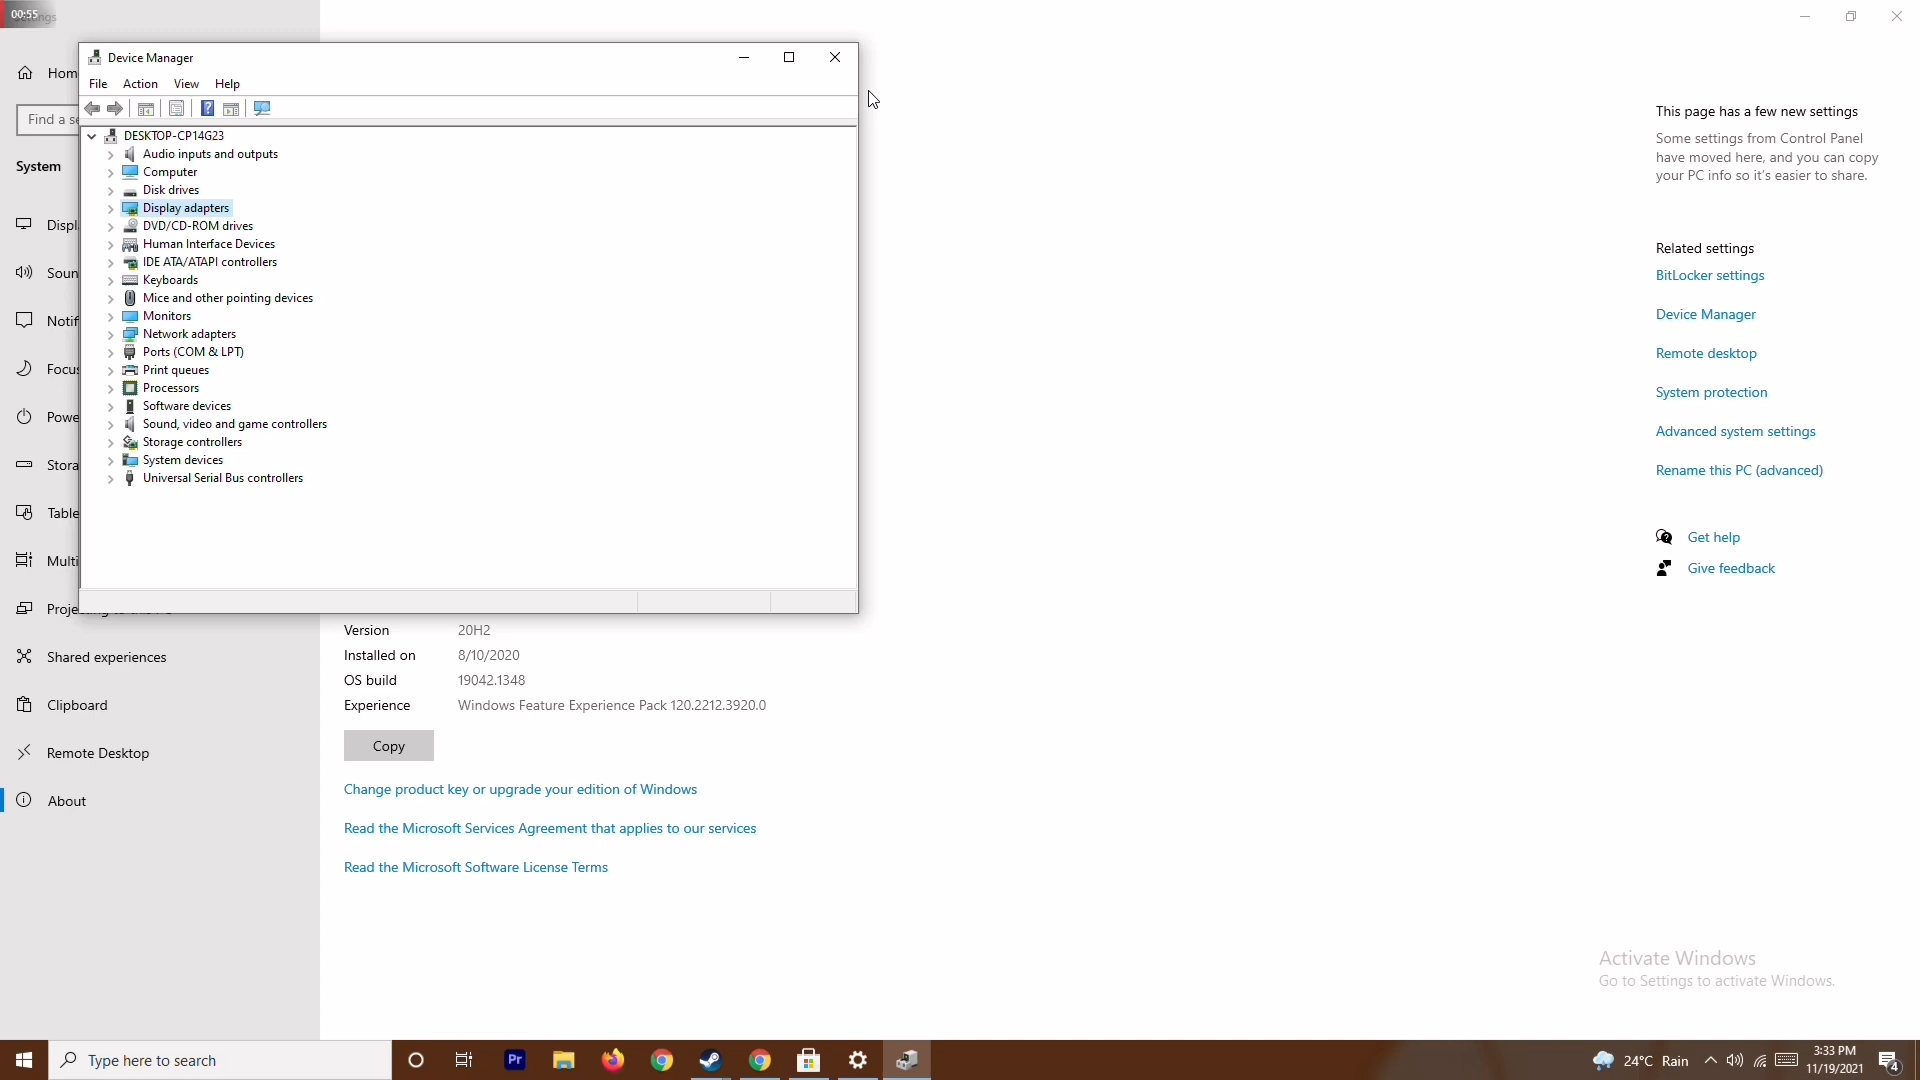 00:55
Settings
Home
Find a se
System
Displ
Soun
Notif
Focus
Powe
Stora
Table
Multi
Projecting to this PC
Shared experiences
Clipboard
Remote Desktop
About
Device Manager
File Action View Help
DESKTOP-CP14G23
Audio inputs and outputs
Computer
Disk drives
Display adapters
DVD/CD-ROM drives
Human Interface Devices
IDE ATA/ATAPI controllers
Keyboards
Mice and other pointing devices
Monitors
Network adapters
Ports (COM & LPT)
Print queues
Processors
Software devices
Sound, video and game controllers
Storage controllers
System devices
Universal Serial Bus controllers
Version 20H2
Installed on 8/10/2020
OS build 19042.1348
Experience Windows Feature Experience Pack 120.2212.3920.0
Copy
Change product key or upgrade your edition of Windows
Read the Microsoft Services Agreement that applies to our services
Read the Microsoft Software License Terms
This page has a few new settings
Some settings from Control Panel
have moved here, and you can copy
your PC info so it's easier to share.
Related settings
BitLocker settings
Device Manager
Remote desktop
System protection
Advanced system settings
Rename this PC (advanced)
Get help
Give feedback
Activate Windows
Go to Settings to activate Windows.
Type here to search
Pr
24°C Rain
3:33 PM
11/19/2021
4